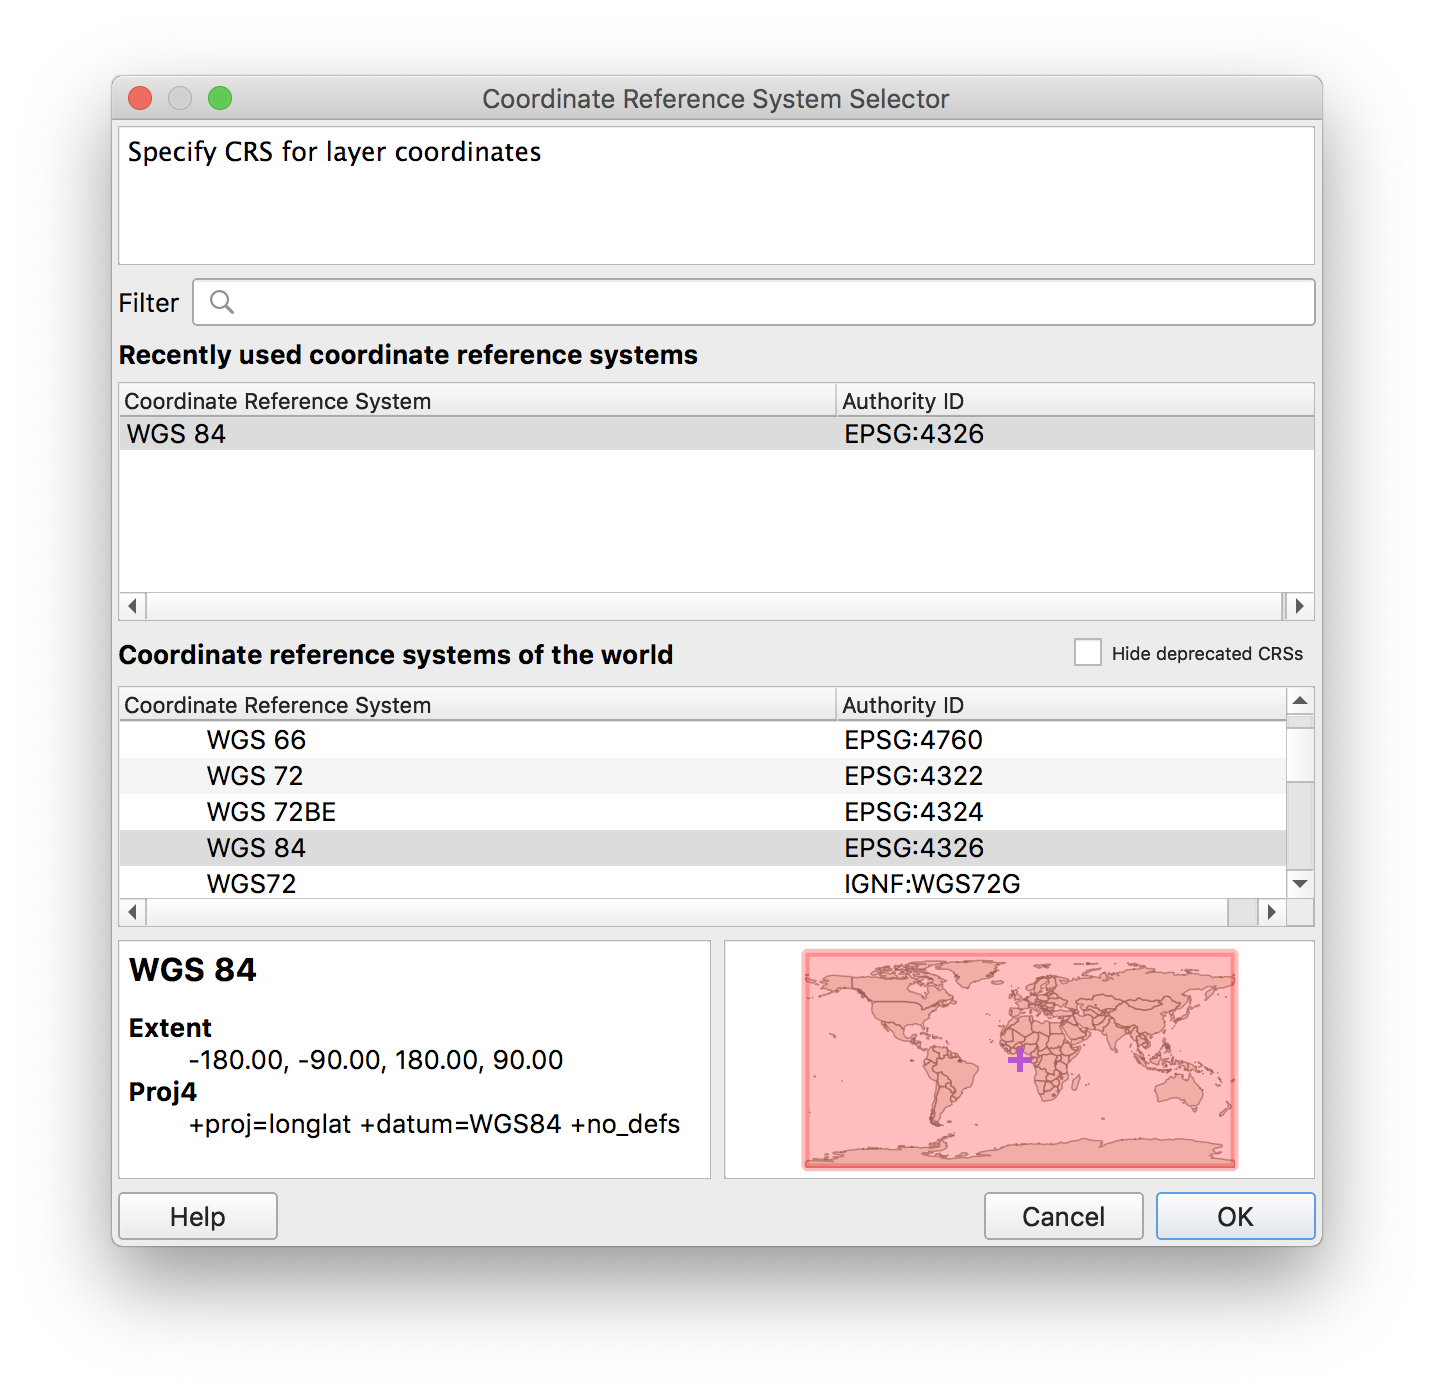 Coordinate Reference System Selector
Specify CRS for layer coordinates
Filter
Recently used coordinate reference systems
Coordinate Reference System Authority ID
WGS 84 EPSG:4326
Coordinate reference systems of the world Hide deprecated CRSs
Coordinate Reference System Authority ID
WGS 66 EPSG:4760
WGS 72 EPSG:4322
WGS 72BE EPSG:4324
WGS 84 EPSG:4326
WGS72 IGNF:WGS72G
WGS 84
Extent
-180.00, -90.00, 180.00, 90.00
Proj4
+proj=longlat +datum=WGS84 +no_defs
Help Cancel OK